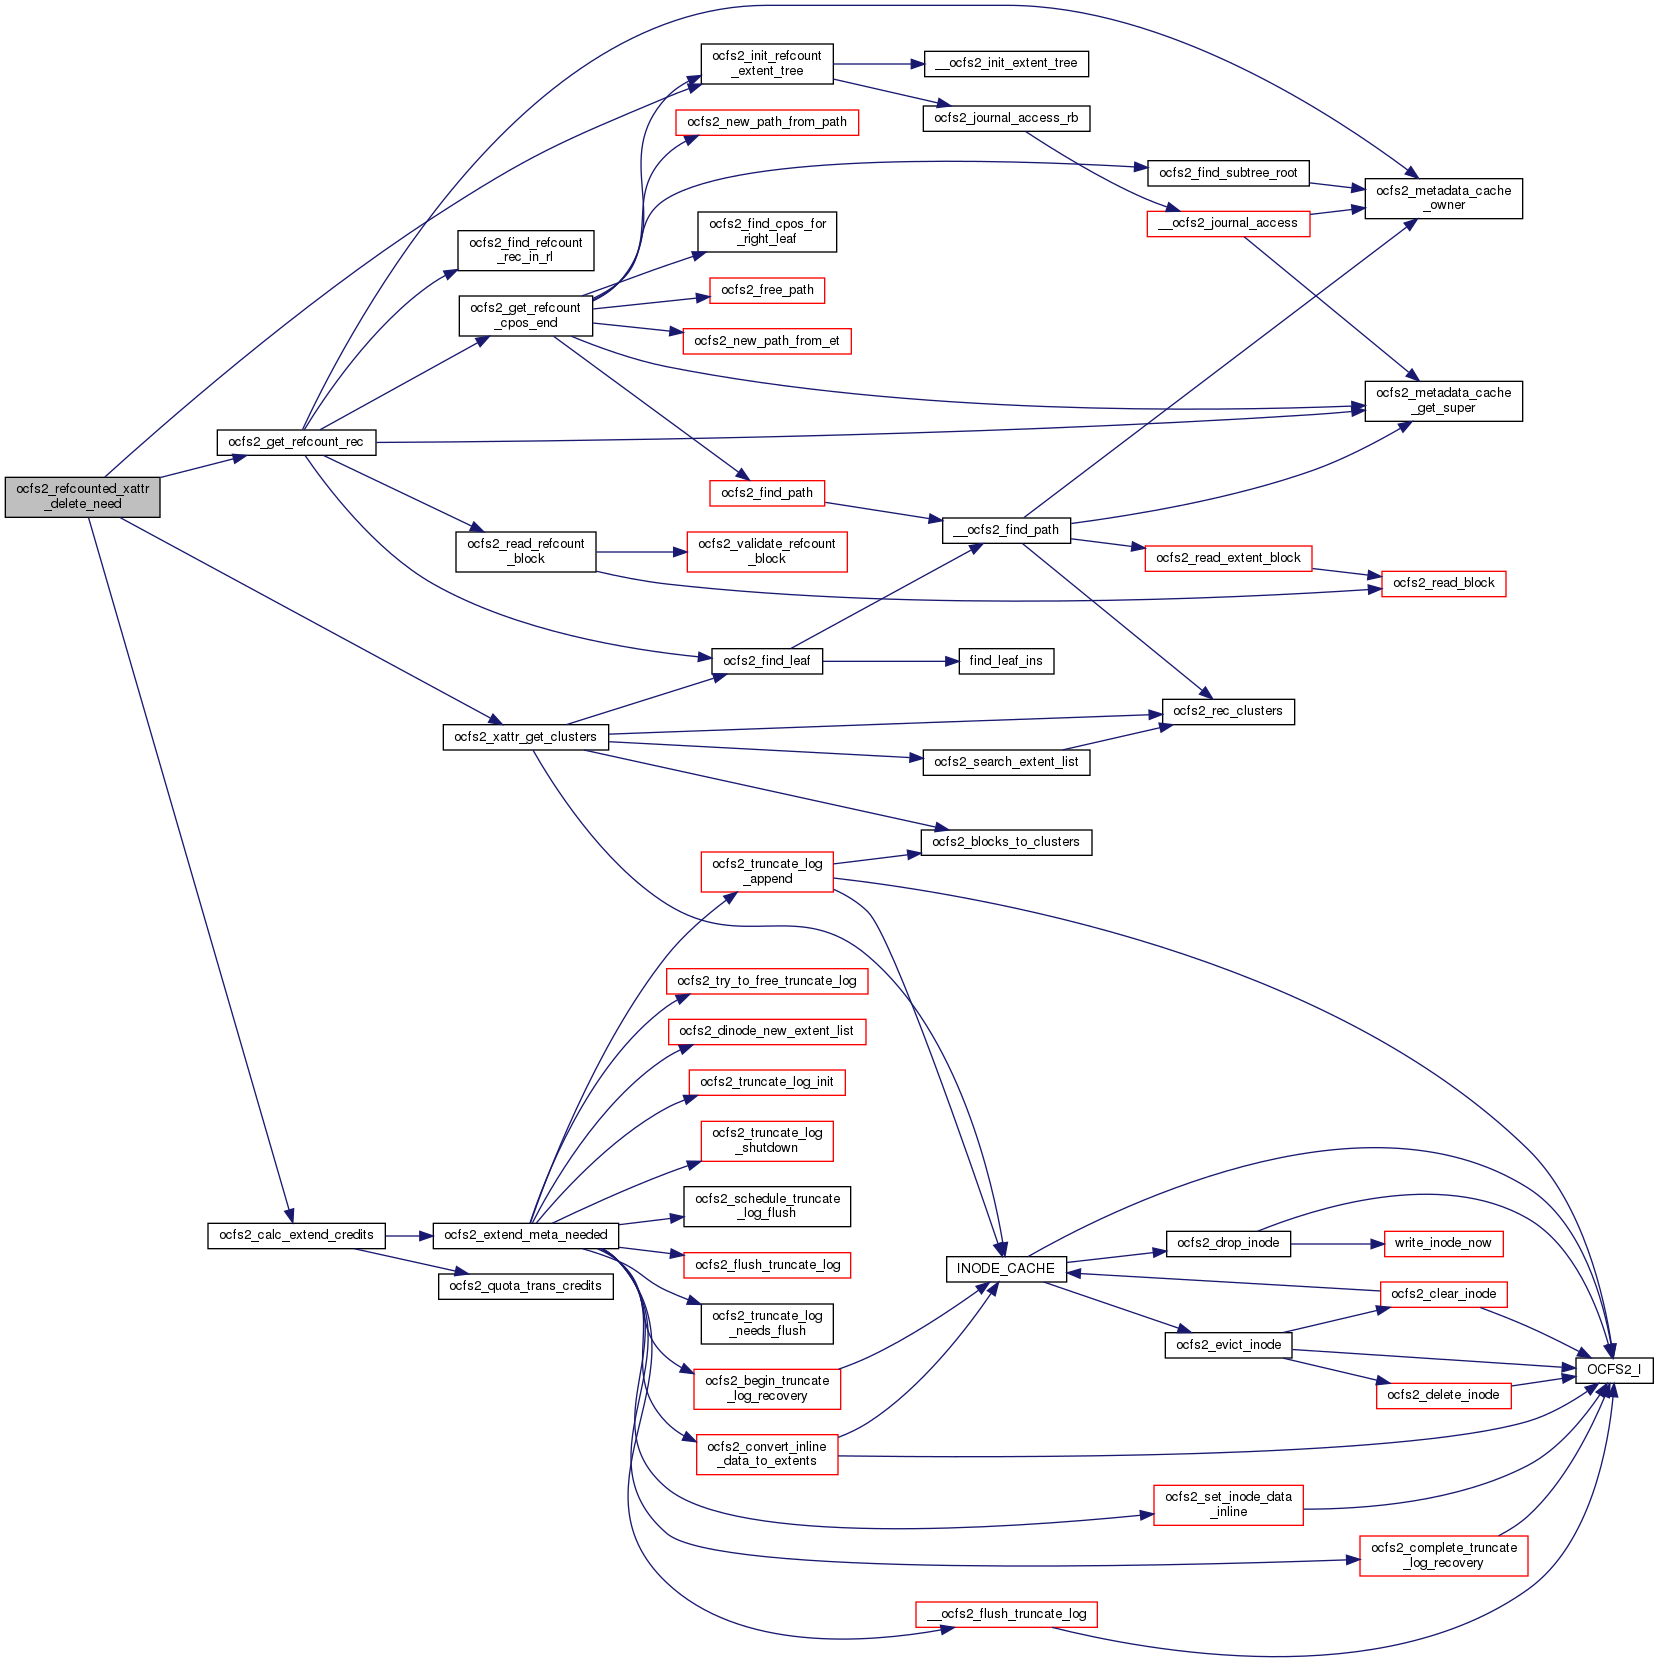 ocfs2_init_refcount
_extent_tree
__ocfs2_init_extent_tree
ocfs2_new_path_from_path
ocfs2_journal_access_rb
ocfs2_find_subtree_root
ocfs2_metadata_cache
_owner
ocfs2_find_cpos_for
_right_leaf
__ocfs2_journal_access
ocfs2_find_refcount
_rec_in_rl
ocfs2_free_path
ocfs2_get_refcount
_cpos_end
ocfs2_new_path_from_et
ocfs2_metadata_cache
_get_super
ocfs2_get_refcount_rec
ocfs2_refcounted_xattr
_delete_need
ocfs2_find_path
__ocfs2_find_path
ocfs2_read_refcount
_block
ocfs2_validate_refcount
_block
ocfs2_read_extent_block
ocfs2_read_block
ocfs2_find_leaf
find_leaf_ins
ocfs2_rec_clusters
ocfs2_xattr_get_clusters
ocfs2_search_extent_list
ocfs2_blocks_to_clusters
ocfs2_truncate_log
_append
ocfs2_try_to_free_truncate_log
ocfs2_dinode_new_extent_list
ocfs2_truncate_log_init
ocfs2_truncate_log
_shutdown
ocfs2_schedule_truncate
_log_flush
ocfs2_calc_extend_credits
ocfs2_extend_meta_needed
ocfs2_drop_inode
write_inode_now
ocfs2_flush_truncate_log
INODE_CACHE
ocfs2_quota_trans_credits
ocfs2_clear_inode
ocfs2_truncate_log
_needs_flush
ocfs2_evict_inode
OCFS2_I
ocfs2_begin_truncate
_log_recovery
ocfs2_delete_inode
ocfs2_convert_inline
_data_to_extents
ocfs2_set_inode_data
_inline
ocfs2_complete_truncate
_log_recovery
__ocfs2_flush_truncate_log